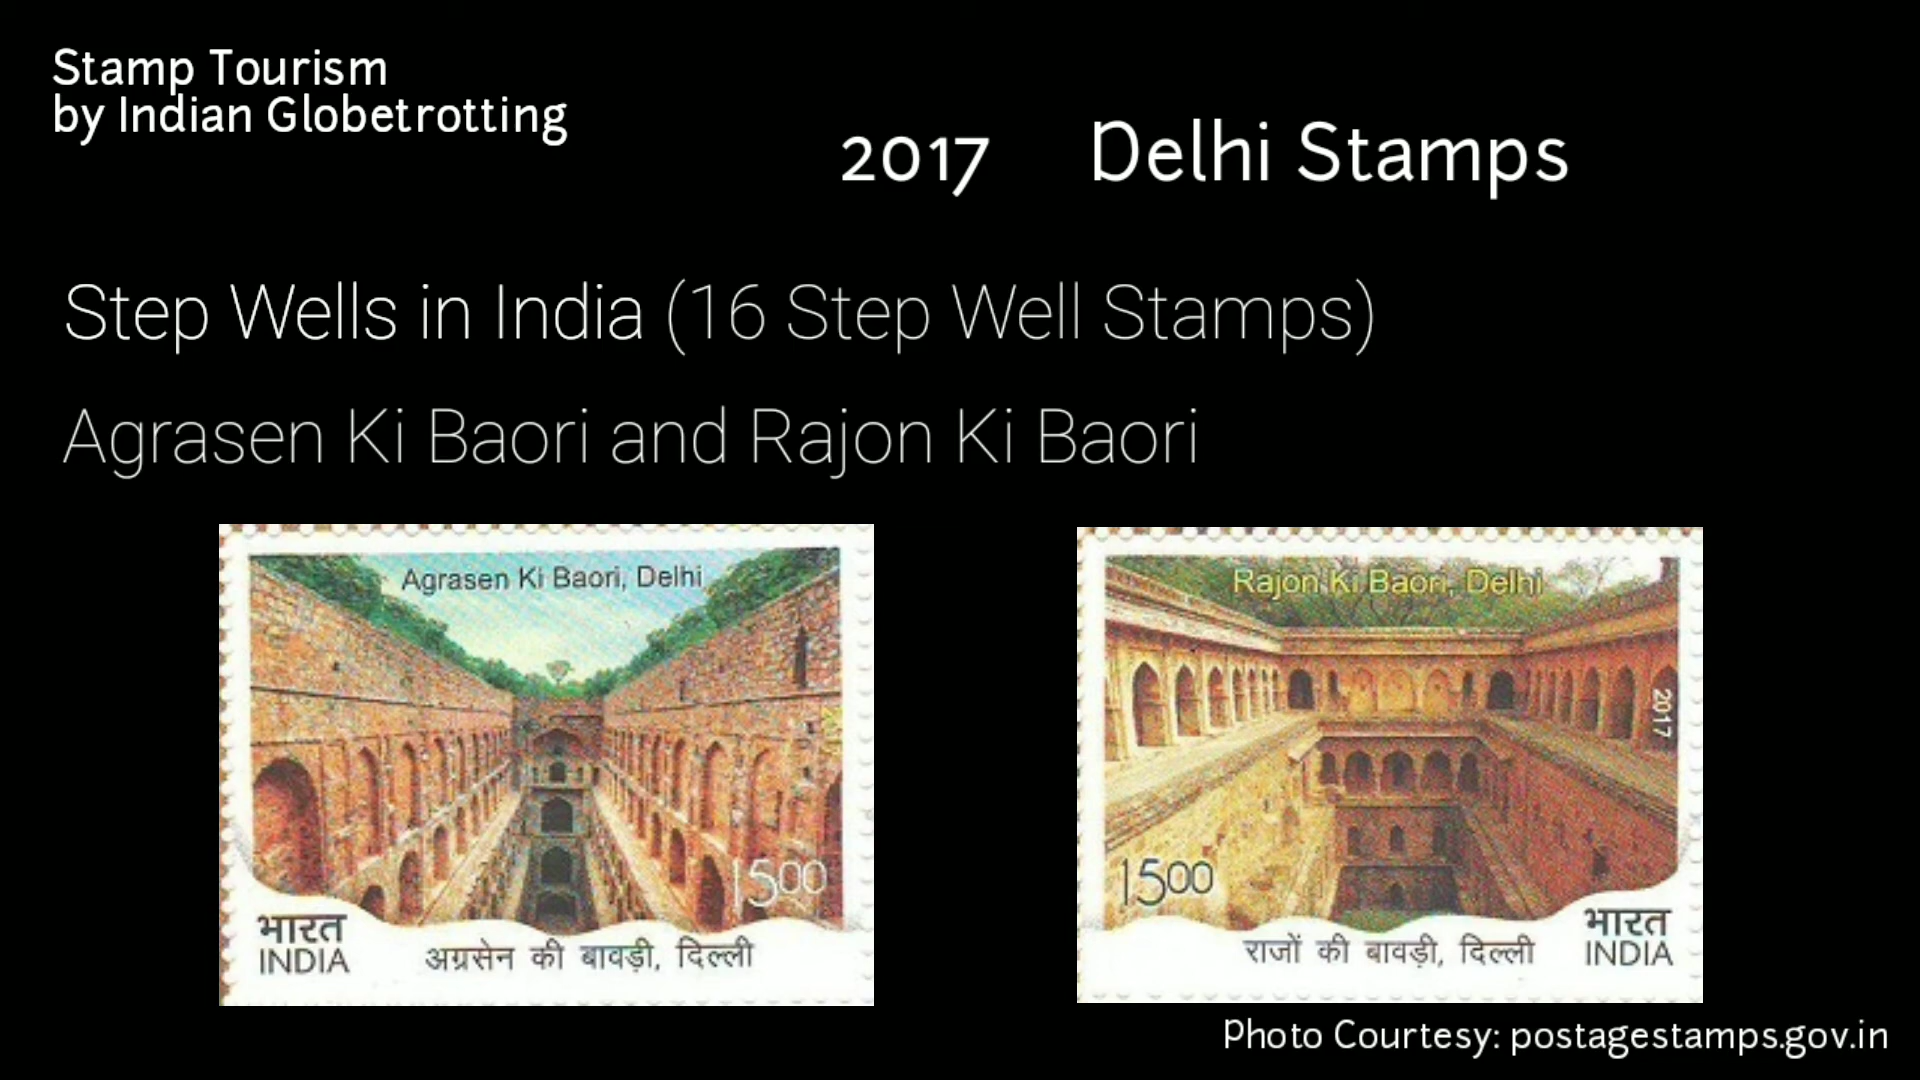 Stamp Tourism
by Indian Globetrotting
2017 Delhi Stamps
Step Wells in India (16 Step Well Stamps)
Agrasen Ki Baori and Rajon Ki Baori
Agrasen Ki Baori, Delhi
1500
भारत
INDIA
अग्रसेन की बावड़ी, दिल्ली
Rajon Ki Baori, Delhi
2017
1500
राजों की बावड़ी, दिल्ली
भारत
INDIA
Photo Courtesy: postagestamps.gov.in